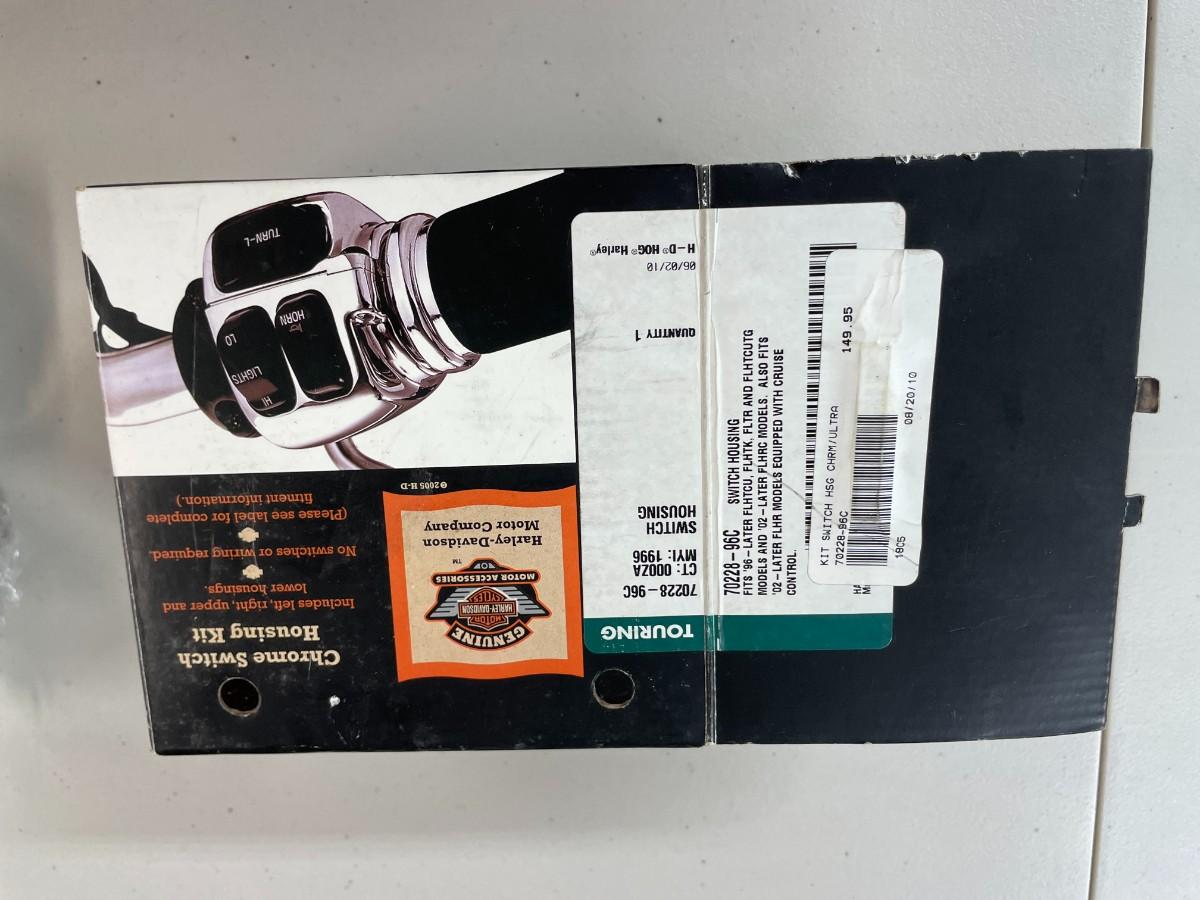 Chrome Switch
Housing Kit
Includes left, right, upper and
lower housings.
No switches or wiring required.
(Please see label for complete
fitment information.)
GENUINE
MOTOR
HARLEY-DAVIDSON
CYCLES
MOTOR ACCESSORIES
TM
Harley-Davidson
Motor Company
©2005 H-D
TURN-L
HORN
LO
LIGHTS
HI
TOURING
70228-96C
CT: 000ZA
MYI: 1996
SWITCH
HOUSING
QUANTITY 1
06/02/10
H-D® HOG® Harley®
70228-96C SWITCH HOUSING
FITS '96-LATER FLHTCU, FLHTK, FLTR AND FLHTCUTG
MODELS AND '02-LATER FLHRC MODELS. ALSO FITS
'02-LATER FLHR MODELS EQUIPPED WITH CRUISE
CONTROL.
KIT SWITCH HSG CHRM/ULTRA
70228-96C
149.95
18C5
08/20/10